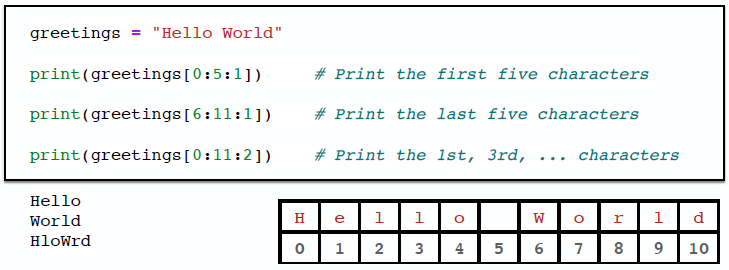 greetings = "Hello World"
print(greetings[0:5:1]) # Print the first five characters
print(greetings[6:11:1]) # Print the last five characters
print(greetings[0:11:2]) # Print the 1st, 3rd, ... characters
Hello
World
HloWrd
H e l l o W o r l d
0 1 2 3 4 5 6 7 8 9 10